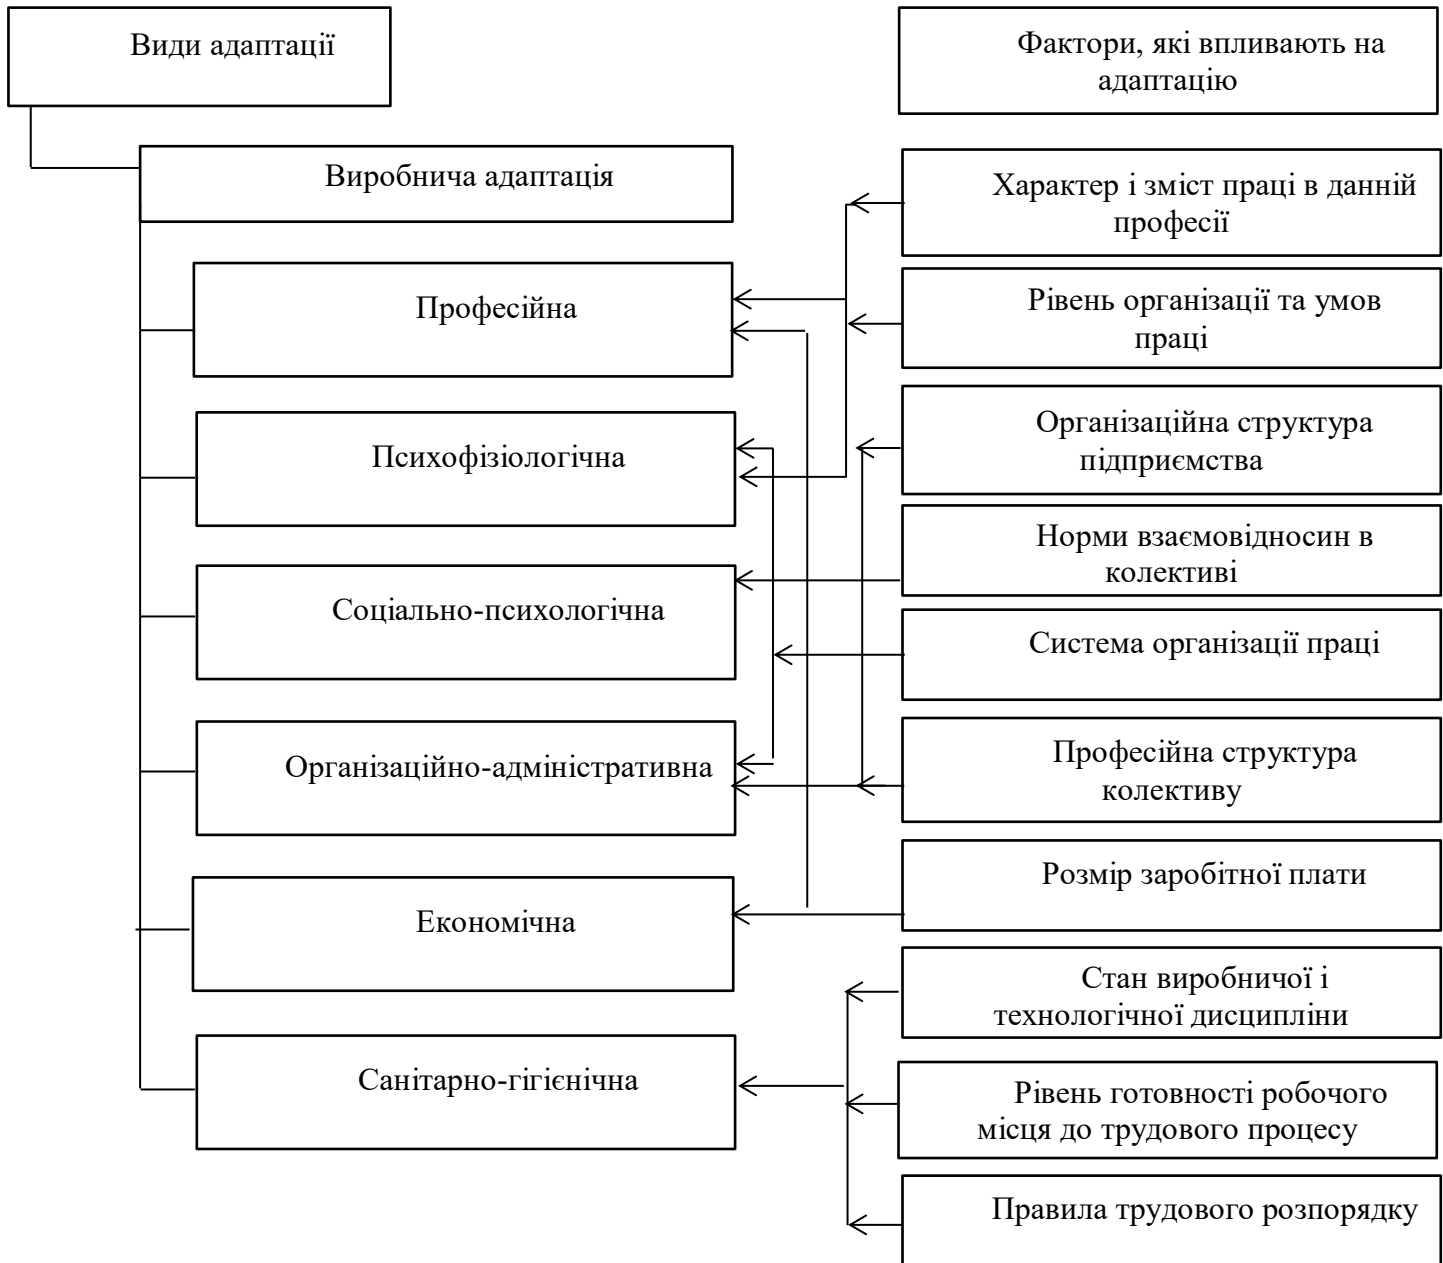 Види адаптації
Фактори, які впливають на
адаптацію
Виробнича адаптація
Професійна
Психофізіологічна
Соціально-психологічна
Організаційно-адміністративна
Економічна
Санітарно-гігієнічна
Характер і зміст праці в данній
професії
Рівень організації та умов
праці
Організаційна структура
підприємства
Норми взаємовідносин в
колективі
Система організації праці
Професійна структура
колективу
Розмір заробітної плати
Стан виробничої і
технологічної дисципліни
Рівень готовності робочого
місця до трудового процесу
Правила трудового розпорядку